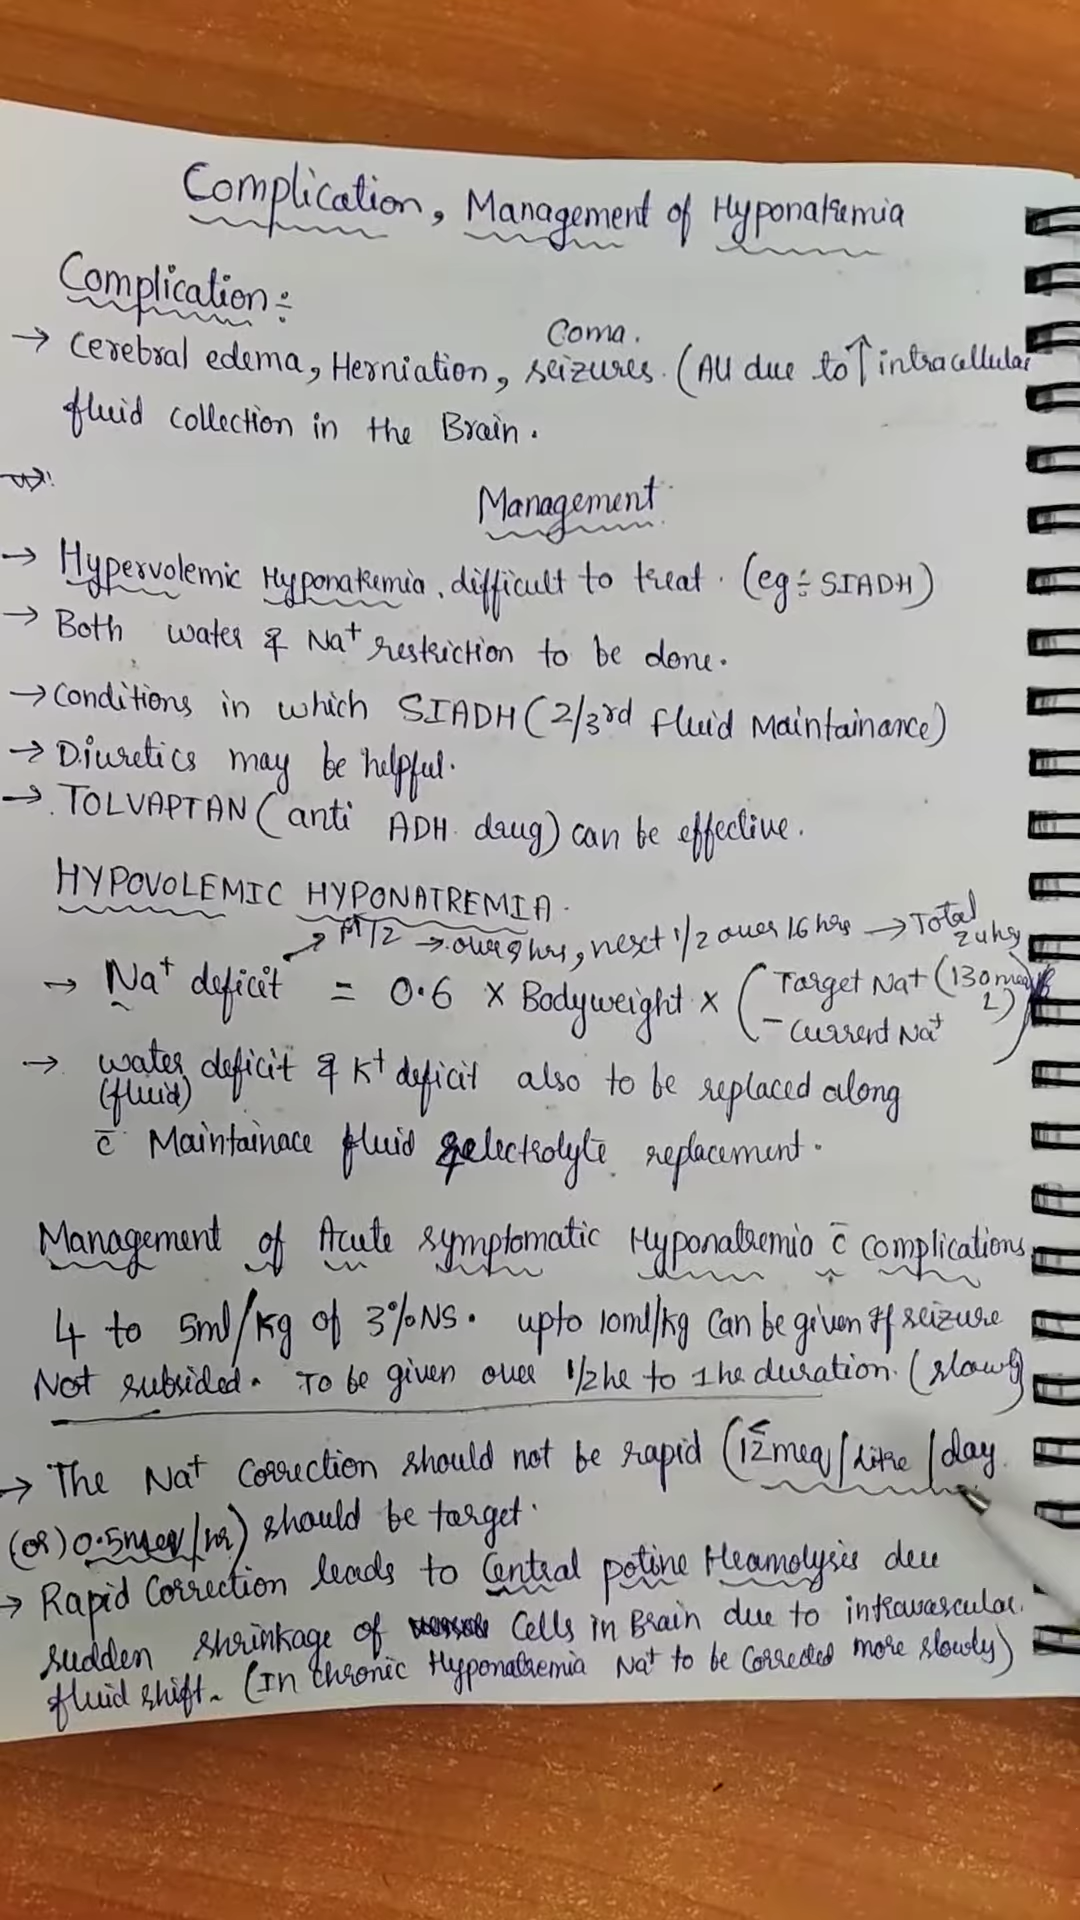 Complication, Management of Hyponatremia
Complication:
Coma.
→ Cerebral edema, Herniation, seizures. (All due to ↑ intracellular
fluid collection in the Brain.
Management
→ Hypervolemic Hyponatremia. difficult to treat. (eg: SIADH)
→ Both water & Na+ restriction to be done.
→ Conditions in which SIADH (2/3rd fluid Maintainance)
→ Diuretics may be helpful.
→ TOLVAPTAN (anti ADH drug) can be effective.
HYPOVOLEMIC HYPONATREMIA.
1/2 → over 8 hrs, next 1/2 over 16 hrs → Total
24 hrs
→ Na+ deficit = 0.6 × Bodyweight × (Target Na+ (130 meq/
L)
- Current Na+)
→ water deficit & K+ deficit also to be replaced along
(fluid)
c̄ Maintainace fluid & electrolyte replacement.
Management of Acute symptomatic Hyponatremia c̄ complications
4 to 5ml/kg of 3% NS. upto 10ml/kg can be given if seizure
Not subsided. To be given over 1/2 hr to 1 hr duration. (slowly)
→ The Na+ Correction should not be rapid (≤12 meq/litre/day
(or) 0.5meq/hr) should be target.
→ Rapid Correction leads to Central potine Heamolysis due
sudden shrinkage of Cells in Brain due to intravascular
fluid shift. (In chronic Hyponatremia Na+ to be corrected more slowly)